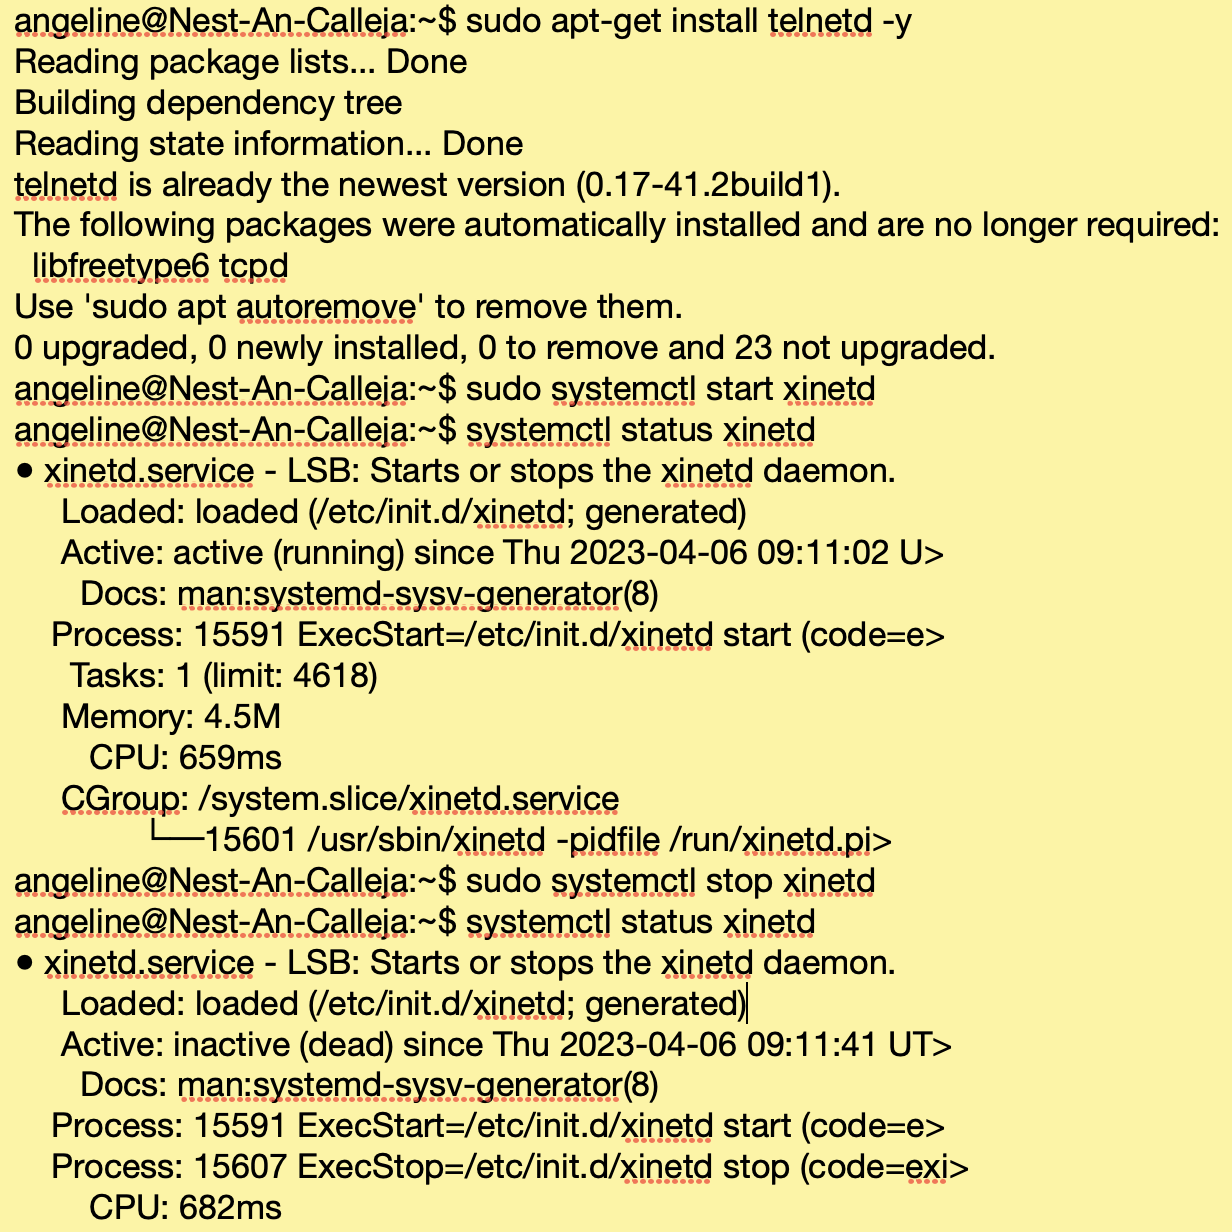 angeline@Nest-An-Calleja:~$ sudo apt-get install telnetd -y
Reading package lists... Done
Building dependency tree
Reading state information... Done
telnetd is already the newest version (0.17-41.2build1).
The following packages were automatically installed and are no longer required:
  libfreetype6 tcpd
Use 'sudo apt autoremove' to remove them.
0 upgraded, 0 newly installed, 0 to remove and 23 not upgraded.
angeline@Nest-An-Calleja:~$ sudo systemctl start xinetd
angeline@Nest-An-Calleja:~$ systemctl status xinetd
● xinetd.service - LSB: Starts or stops the xinetd daemon.
     Loaded: loaded (/etc/init.d/xinetd; generated)
     Active: active (running) since Thu 2023-04-06 09:11:02 U>
       Docs: man:systemd-sysv-generator(8)
    Process: 15591 ExecStart=/etc/init.d/xinetd start (code=e>
      Tasks: 1 (limit: 4618)
     Memory: 4.5M
        CPU: 659ms
     CGroup: /system.slice/xinetd.service
             └──15601 /usr/sbin/xinetd -pidfile /run/xinetd.pi>
angeline@Nest-An-Calleja:~$ sudo systemctl stop xinetd
angeline@Nest-An-Calleja:~$ systemctl status xinetd
● xinetd.service - LSB: Starts or stops the xinetd daemon.
     Loaded: loaded (/etc/init.d/xinetd; generated)
     Active: inactive (dead) since Thu 2023-04-06 09:11:41 UT>
       Docs: man:systemd-sysv-generator(8)
    Process: 15591 ExecStart=/etc/init.d/xinetd start (code=e>
    Process: 15607 ExecStop=/etc/init.d/xinetd stop (code=exi>
        CPU: 682ms